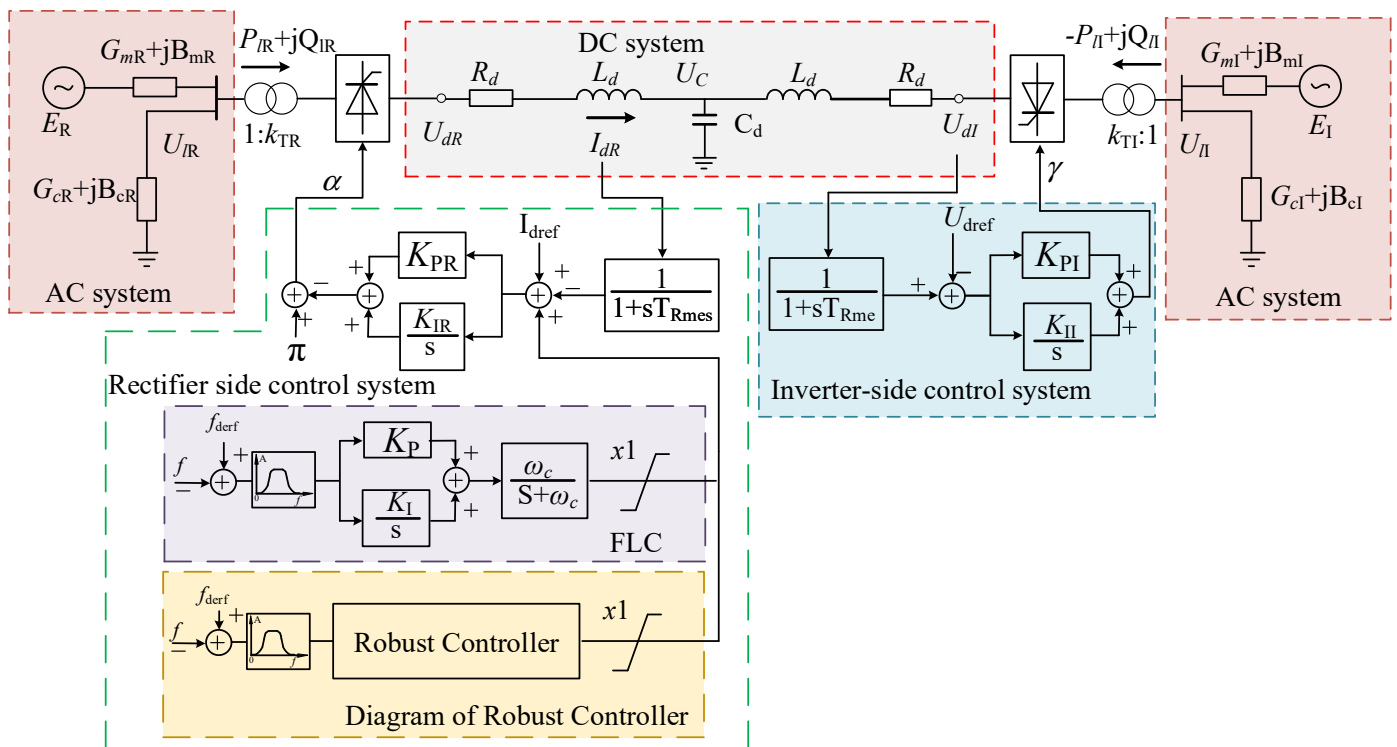 DC system
G_mR+jB_mR
P_lR+jQ_lR
E_R
1:k_TR
U_lR
G_cR+jB_cR
AC system
R_d
L_d
U_C
L_d
R_d
U_dR
I_dR
C_d
U_dI
-P_lI+jQ_lI
G_mI+jB_mI
E_I
k_TI:1
U_lI
G_cI+jB_cI
AC system
α
γ
I_dref
K_PR
K_IR
s
1
1+sT_Rmes
+
+
−
+
+
−
+
π
Rectifier side control system
U_dref
1
1+sT_Rme
+
−
K_PI
K_II
s
+
+
Inverter-side control system
f_derf
f
−
+
A
0
f
K_P
K_I
s
+
+
ω_c
S+ω_c
x1
FLC
f_derf
f
−
+
A
0
f
Robust Controller
x1
Diagram of Robust Controller